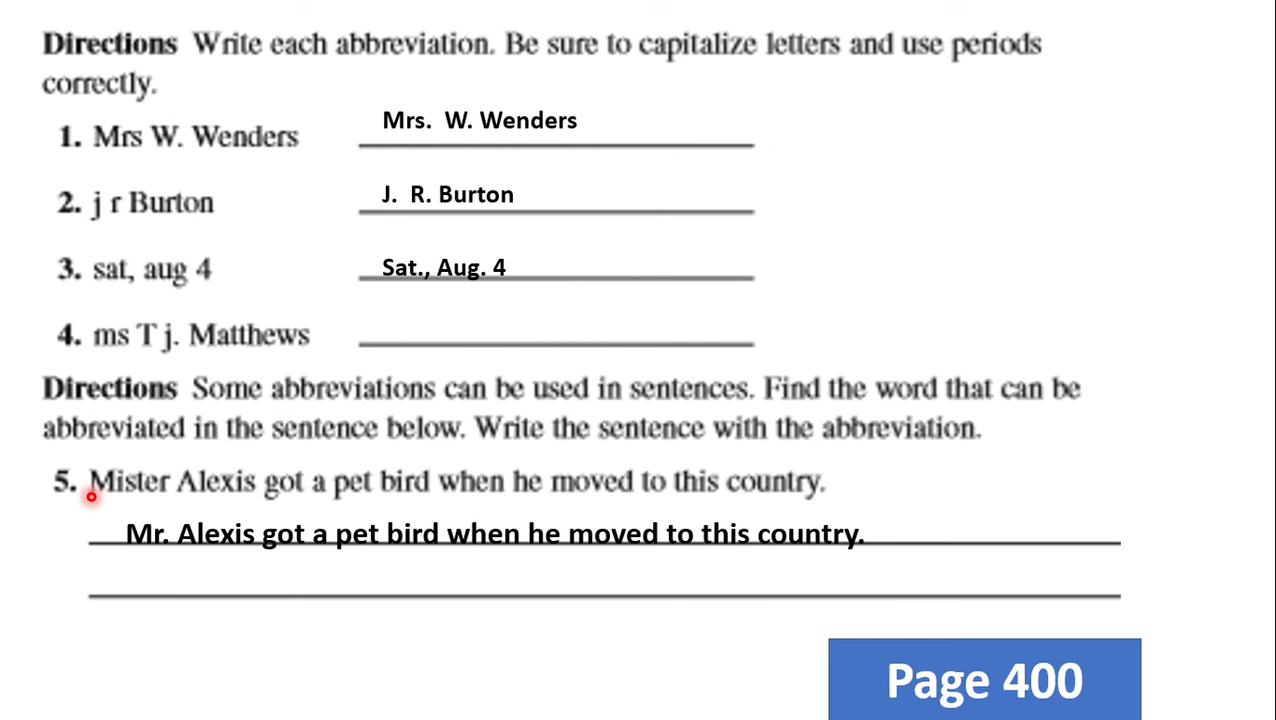 Directions Write each abbreviation. Be sure to capitalize letters and use periods
correctly.
1. Mrs W. Wenders Mrs. W. Wenders
2. j r Burton J. R. Burton
3. sat, aug 4 Sat., Aug. 4
4. ms T j. Matthews
Directions Some abbreviations can be used in sentences. Find the word that can be
abbreviated in the sentence below. Write the sentence with the abbreviation.
5. Mister Alexis got a pet bird when he moved to this country.
Mr. Alexis got a pet bird when he moved to this country.
Page 400